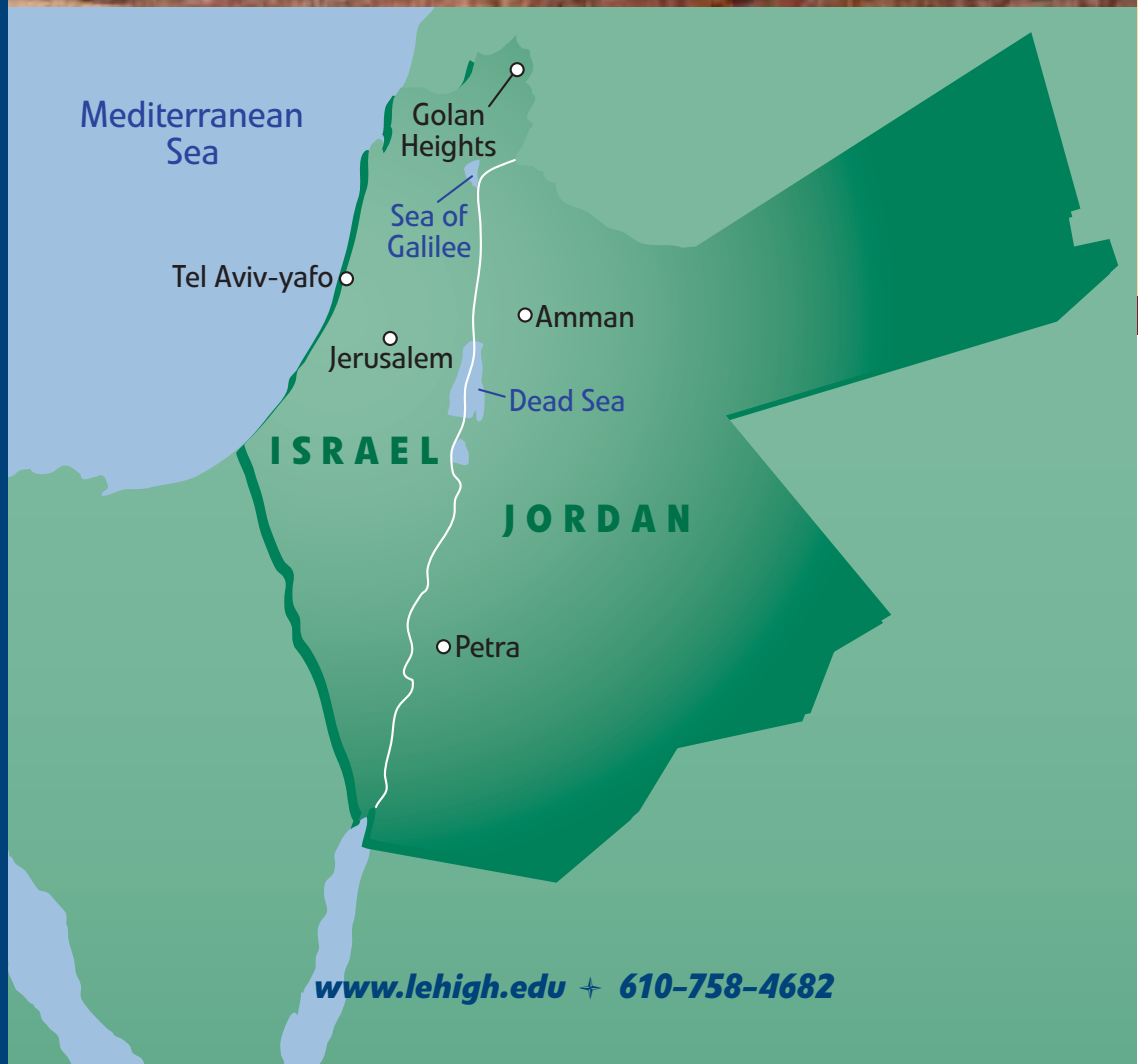 Mediterranean
Sea
Golan
Heights
Sea of
Galilee
Tel Aviv-yafo
Amman
Jerusalem
Dead Sea
ISRAEL
JORDAN
Petra
www.lehigh.edu 610-758-4682